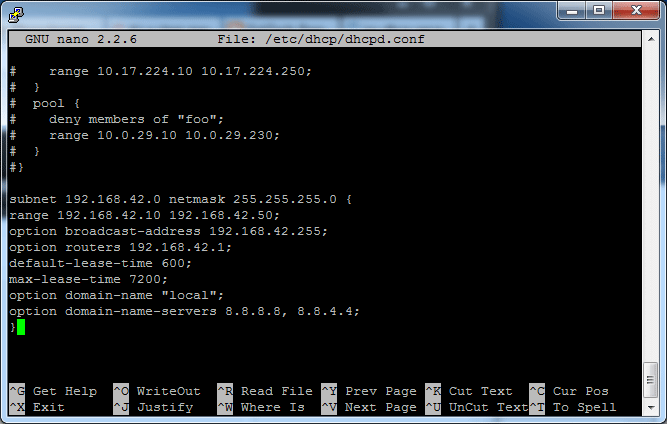 GNU nano 2.2.6 File: /etc/dhcp/dhcpd.conf
# range 10.17.224.10 10.17.224.250;
# }
# pool {
# deny members of "foo";
# range 10.0.29.10 10.0.29.230;
# }
#}
subnet 192.168.42.0 netmask 255.255.255.0 {
range 192.168.42.10 192.168.42.50;
option broadcast-address 192.168.42.255;
option routers 192.168.42.1;
default-lease-time 600;
max-lease-time 7200;
option domain-name "local";
option domain-name-servers 8.8.8.8, 8.8.4.4;
}
^G Get Help ^O WriteOut ^R Read File ^Y Prev Page ^K Cut Text ^C Cur Pos
^X Exit ^J Justify ^W Where Is ^V Next Page ^U UnCut Text ^T To Spell